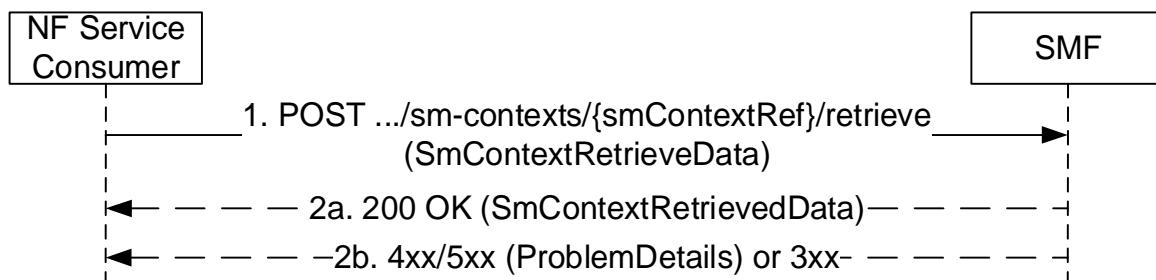 NF Service
Consumer
SMF
1. POST .../sm-contexts/{smContextRef}/retrieve
(SmContextRetrieveData)
2a. 200 OK (SmContextRetrievedData)
2b. 4xx/5xx (ProblemDetails) or 3xx